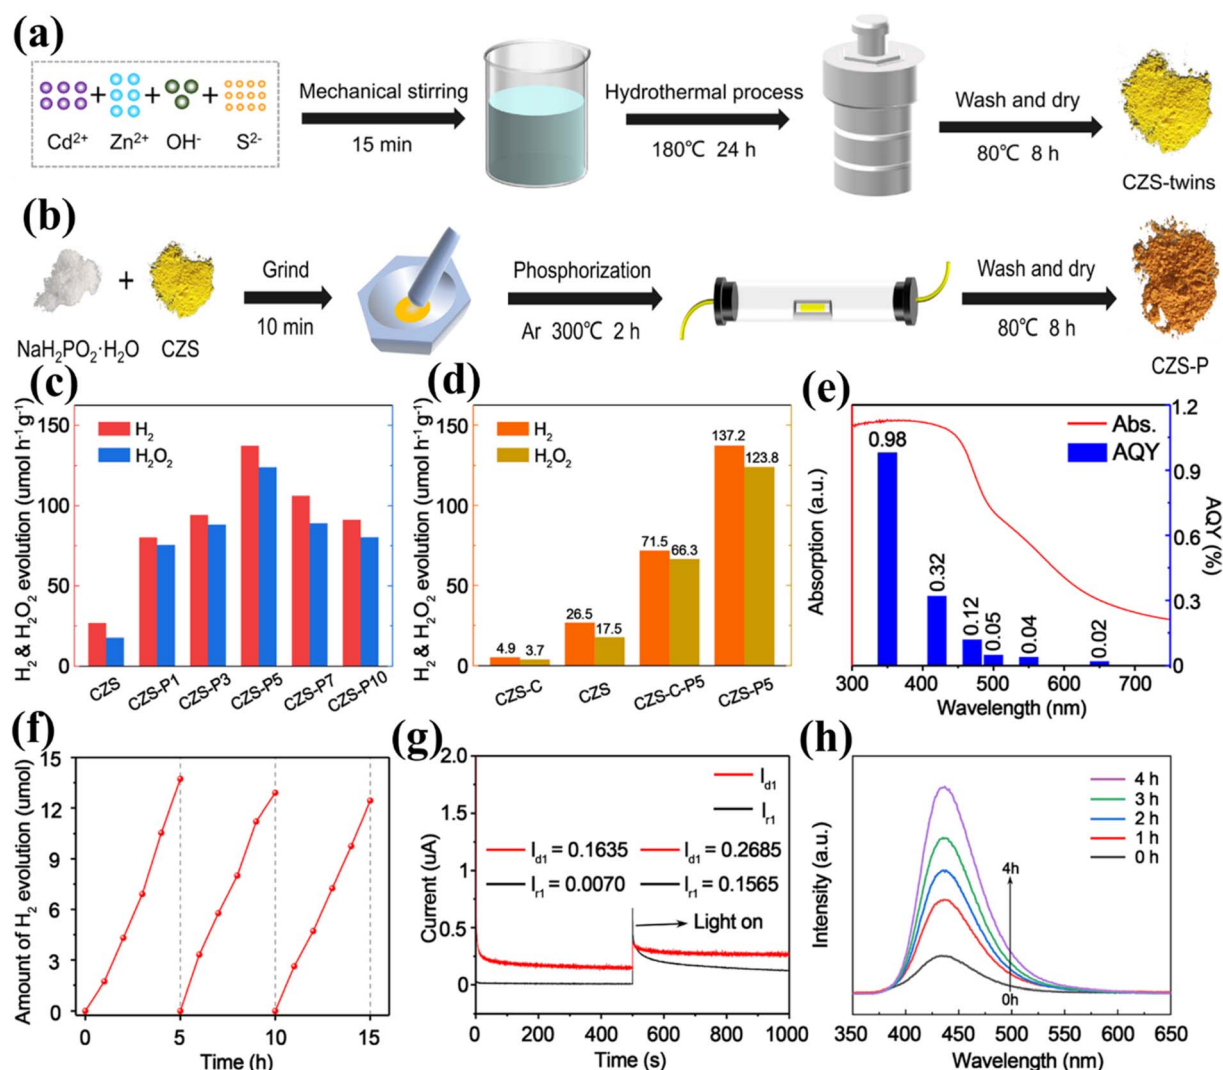 (a)
Cd²⁺ + Zn²⁺ + OH- + S²⁻
Mechanical stirring
15 min
Hydrothermal process
180℃ 24 h
Wash and dry
80℃ 8 h
CZS-twins
(b)
NaH₂PO₂·H₂O + CZS
Grind
10 min
Phosphorization
Ar 300℃ 2 h
Wash and dry
80℃ 8 h
CZS-P
(c)
H₂ & H₂O₂ evolution (umol h⁻¹ g⁻¹)
150
100
50
0
H₂
H₂O₂
CZS CZS-P1 CZS-P3 CZS-P5 CZS-P7 CZS-P10
(d)
H₂ & H₂O₂ evolution (umol h⁻¹ g⁻¹)
150
100
50
0
H₂
H₂O₂
4.9 3.7 26.5 17.5 71.5 66.3 137.2 123.8
CZS-C CZS CZS-C-P5 CZS-P5
(e)
Absorption (a.u.)
Abs.
AQY
0.98 0.32 0.12 0.05 0.04 0.02
1.2
0.9
0.6
0.3
0
AQY (%)
300 400 500 600 700
Wavelength (nm)
(f)
Amount of H₂ evolution (umol)
15
12
9
6
3
0
0 5 10 15
Time (h)
(g)
Current (uA)
2.0
1.5
1
0.5
0
I_d1
I_r1
I_d1 = 0.1635 I_d1 = 0.2685
I_r1 = 0.0070 I_r1 = 0.1565
Light on
0 200 400 600 800 1000
Time (s)
(h)
Intensity (a.u.)
4 h
3 h
2 h
1 h
0 h
4h
0h
350 400 450 500 550 600 650
Wavelength (nm)